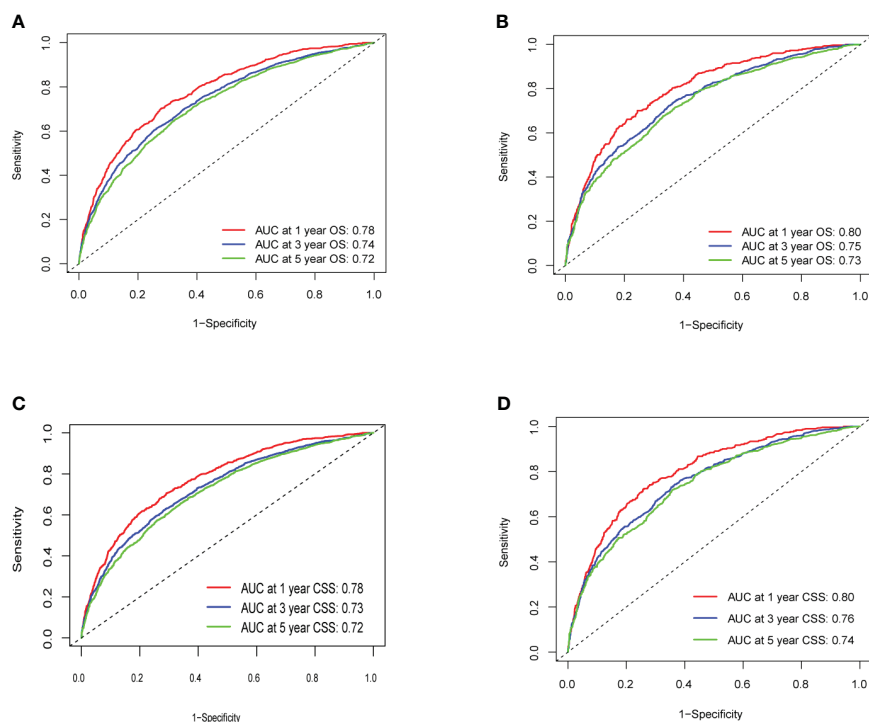 A
1.0
0.8
0.6
0.4
0.2
0.0
Sensitivity
AUC at 1 year OS: 0.78
AUC at 3 year OS: 0.74
AUC at 5 year OS: 0.72
0.0 0.2 0.4 0.6 0.8 1.0
1−Specificity
B
1.0
0.8
0.6
0.4
0.2
0.0
Sensitivity
AUC at 1 year OS: 0.80
AUC at 3 year OS: 0.75
AUC at 5 year OS: 0.73
0.0 0.2 0.4 0.6 0.8 1.0
1−Specificity
C
1.0
0.8
0.6
0.4
0.2
0.0
Sensitivity
AUC at 1 year CSS: 0.78
AUC at 3 year CSS: 0.73
AUC at 5 year CSS: 0.72
0.0 0.2 0.4 0.6 0.8 1.0
1−Specificity
D
1.0
0.8
0.6
0.4
0.2
0.0
Sensitivity
AUC at 1 year CSS: 0.80
AUC at 3 year CSS: 0.76
AUC at 5 year CSS: 0.74
0.0 0.2 0.4 0.6 0.8 1.0
1−Specificity